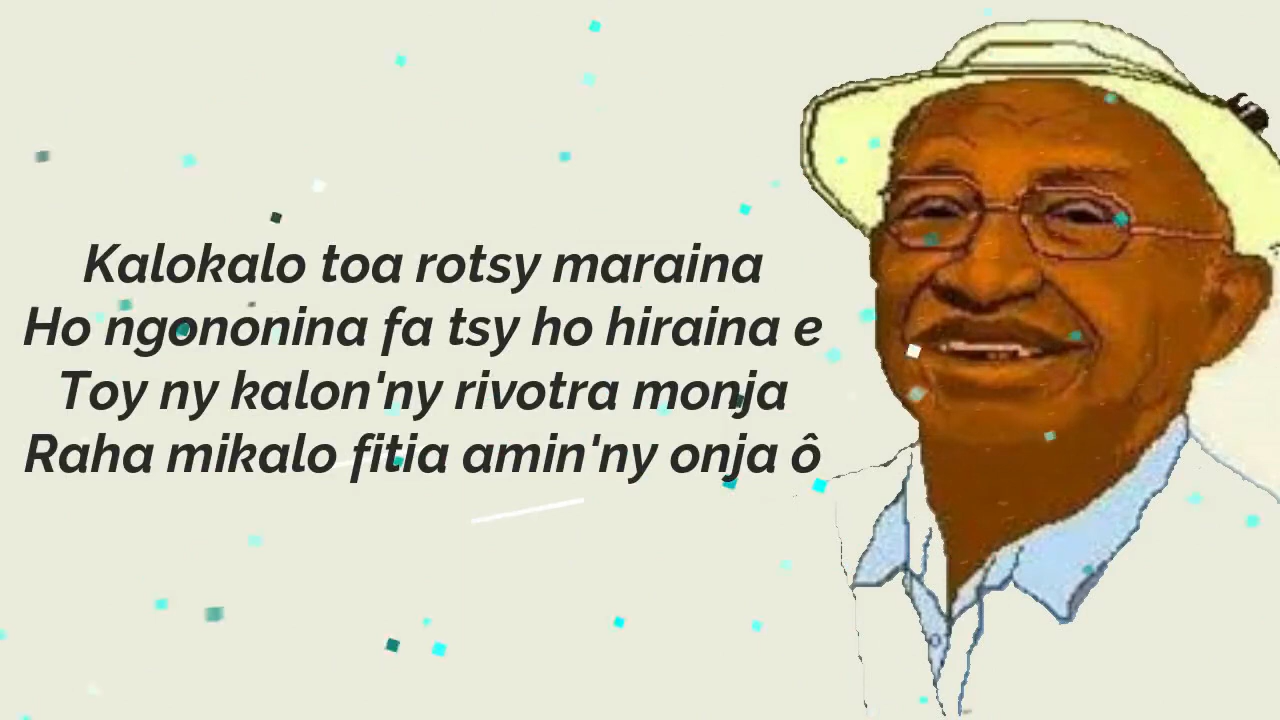 Kalokalo toa rotsy maraina
Ho ngononina fa tsy ho hiraina e
Toy ny kalon'ny rivotra monja
Raha mikalo fitia amin'ny onja ô